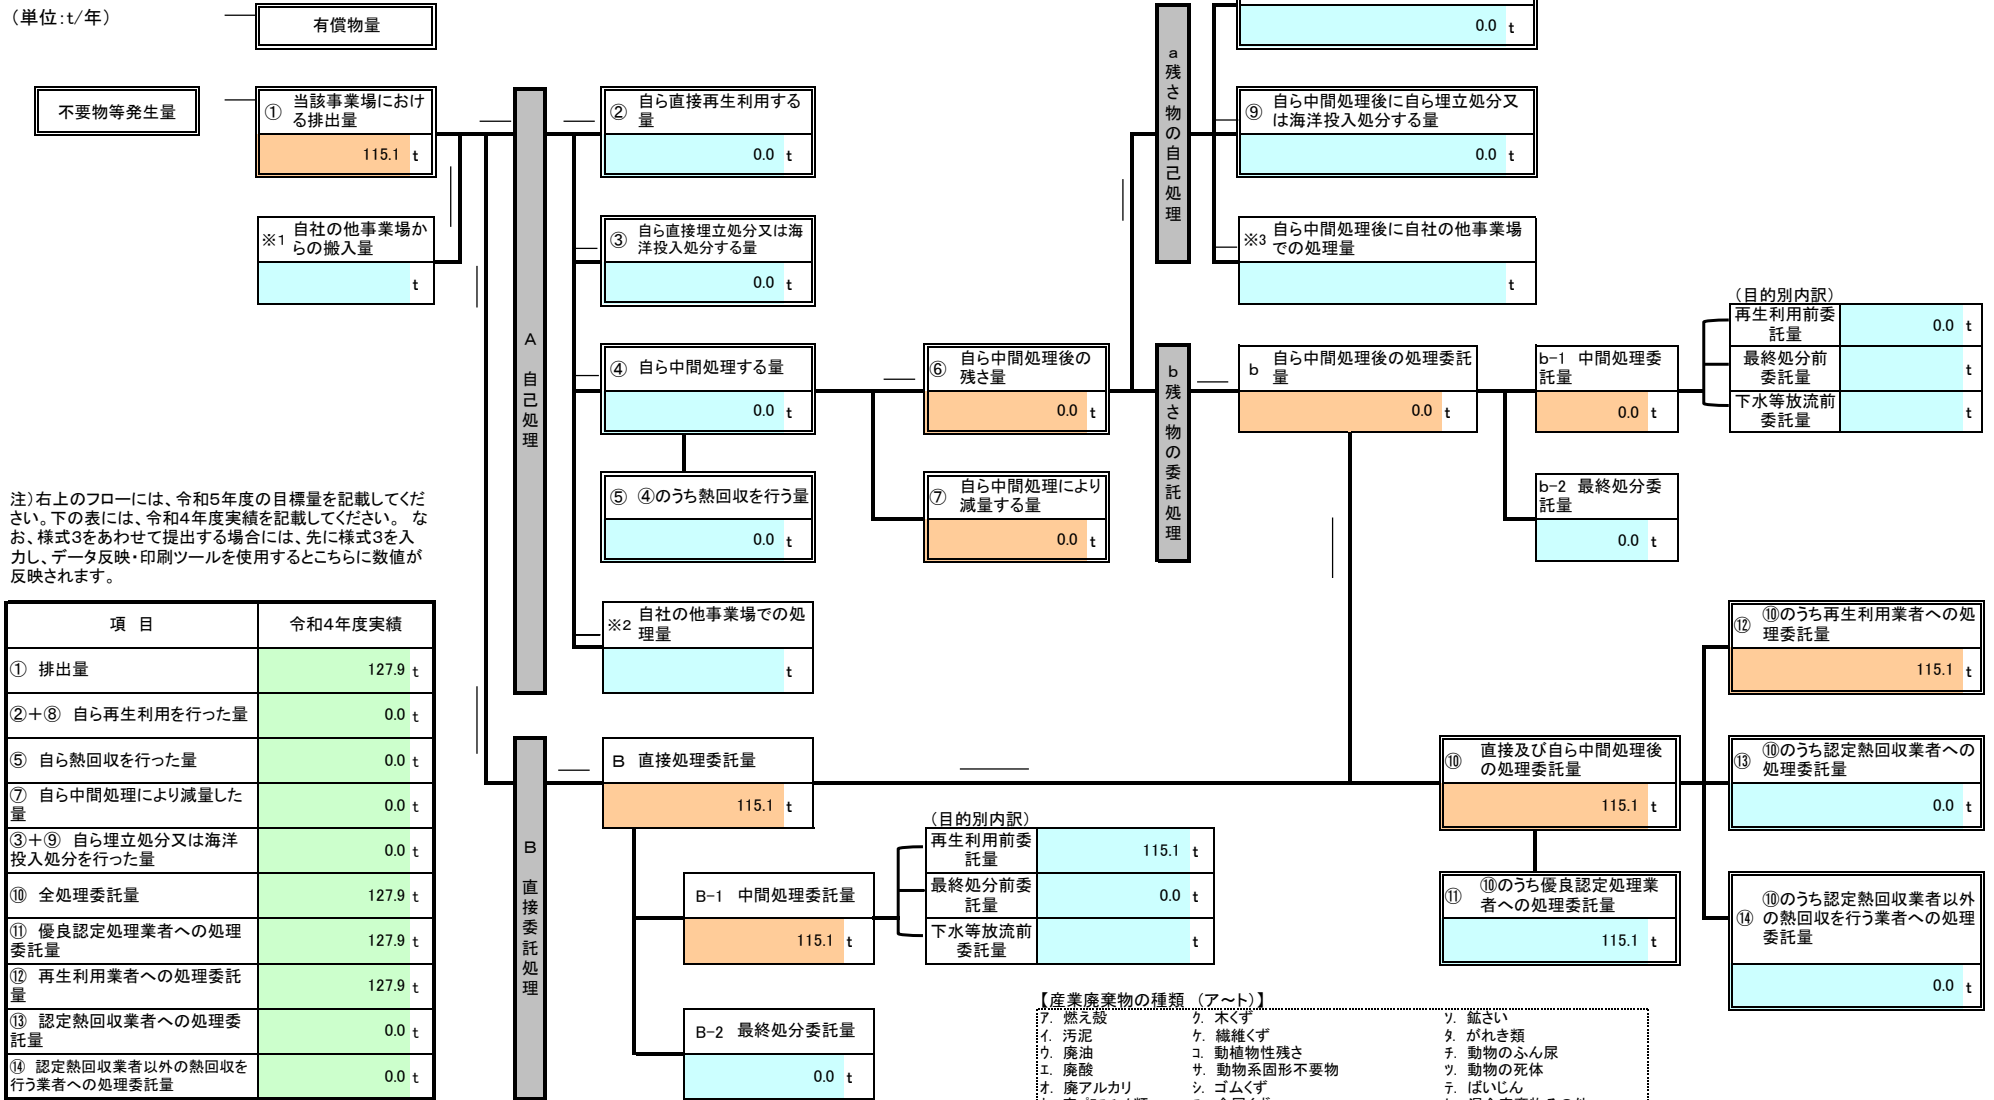 （単位:t/年）
有償物量
0.0 t
不要物等発生量
① 当該事業場におけ
る排出量
115.1 t
② 自ら直接再生利用する
量
0.0 t
a
残
さ
物
の
自
己
処
理
⑨ 自ら中間処理後に自ら埋立処分又
は海洋投入処分する量
0.0 t
※1 自社の他事業場か
らの搬入量
t
③ 自ら直接埋立処分又は海
洋投入処分する量
0.0 t
※3 自ら中間処理後に自社の他事業場
での処理量
t
A
自
己
処
理
④ 自ら中間処理する量
0.0 t
⑥ 自ら中間処理後の
残さ量
0.0 t
b
残
さ
物
の
委
託
処
理
b 自ら中間処理後の処理委託
量
0.0 t
b-1 中間処理委
託量
0.0 t
（目的別内訳）
再生利用前委
託量
0.0 t
最終処分前
委託量
t
下水等放流前
委託量
t
⑤ ④のうち熱回収を行う量
0.0 t
⑦ 自ら中間処理により
減量する量
0.0 t
b-2 最終処分委
託量
0.0 t
注）右上のフローには、令和5年度の目標量を記載してくだ
さい。下の表には、令和4年度実績を記載してください。 な
お、様式3をあわせて提出する場合には、先に様式3を入
力し、データ反映・印刷ツールを使用するとこちらに数値が
反映されます。
※2 自社の他事業場での処
理量
t
項 目 令和4年度実績
① 排出量 127.9 t
②＋⑧ 自ら再生利用を行った量 0.0 t
⑤ 自ら熱回収を行った量 0.0 t
⑦ 自ら中間処理により減量した
量 0.0 t
③＋⑨ 自ら埋立処分又は海洋
投入処分を行った量 0.0 t
⑩ 全処理委託量 127.9 t
⑪ 優良認定処理業者への処理
委託量 127.9 t
⑫ 再生利用業者への処理委託
量 127.9 t
⑬ 認定熱回収業者への処理委
託量 0.0 t
⑭ 認定熱回収業者以外の熱回収を
行う業者への処理委託量 0.0 t
B
直
接
委
託
処
理
B 直接処理委託量
115.1 t
B-1 中間処理委託量
115.1 t
（目的別内訳）
再生利用前委
託量
115.1 t
最終処分前委
託量
0.0 t
下水等放流前
委託量
t
B-2 最終処分委託量
0.0 t
⑩ 直接及び自ら中間処理後
の処理委託量
115.1 t
⑪ ⑩のうち優良認定処理業
者への処理委託量
115.1 t
⑫ ⑩のうち再生利用業者への処
理委託量
115.1 t
⑬ ⑩のうち認定熱回収業者への
処理委託量
0.0 t
⑭ ⑩のうち認定熱回収業者以外
の熱回収を行う業者への処理
委託量
0.0 t
【産業廃棄物の種類 （ア～ト）】
ア. 燃え殻 ク. 木くず ソ. 鉱さい
イ. 汚泥 ケ. 繊維くず タ. がれき類
ウ. 廃油 コ. 動植物性残さ チ. 動物のふん尿
エ. 廃酸 サ. 動物系固形不要物 ツ. 動物の死体
オ. 廃アルカリ シ. ゴムくず テ. ばいじん